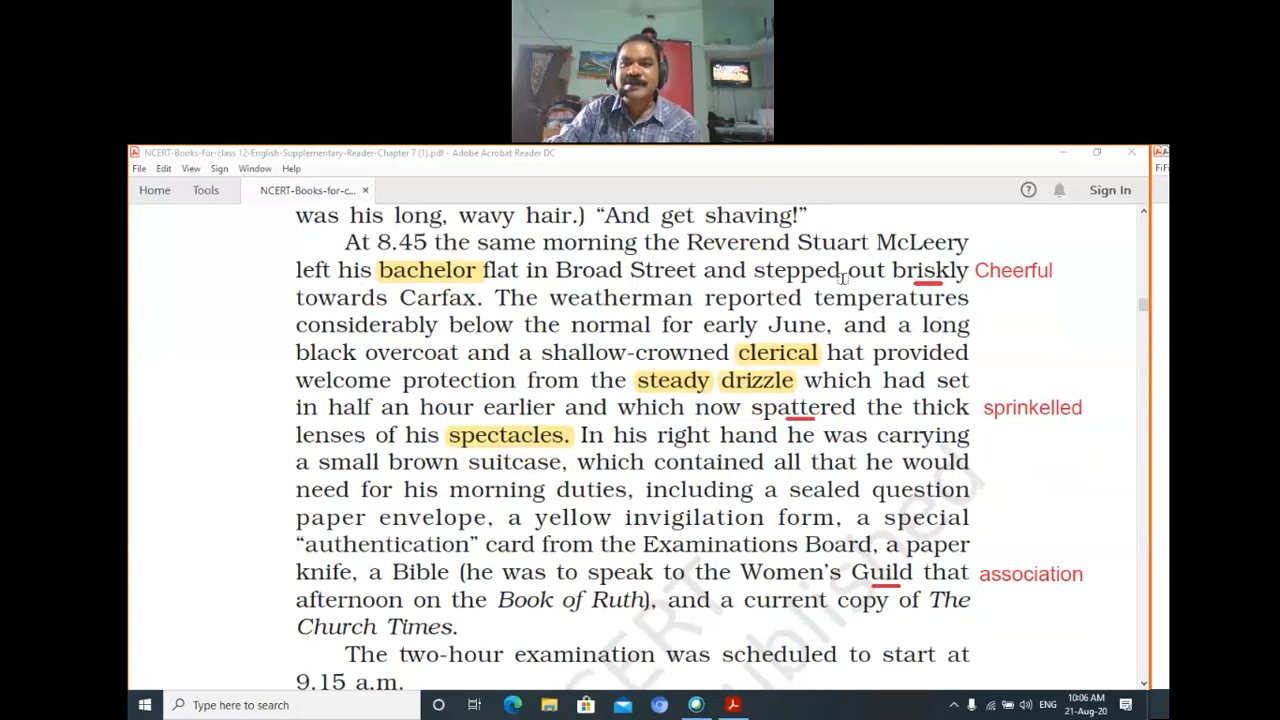 NCERT-Books-for-class 12-English-Supplementary-Reader-Chapter 7 (1).pdf - Adobe Acrobat Reader DC
File Edit View Sign Window Help
Home Tools NCERT-Books-for-c... × Sign In
FiFi
was his long, wavy hair.) “And get shaving!”
At 8.45 the same morning the Reverend Stuart McLeery
left his bachelor flat in Broad Street and stepped out briskly Cheerful
towards Carfax. The weatherman reported temperatures
considerably below the normal for early June, and a long
black overcoat and a shallow-crowned clerical hat provided
welcome protection from the steady drizzle which had set
in half an hour earlier and which now spattered the thick sprinkelled
lenses of his spectacles. In his right hand he was carrying
a small brown suitcase, which contained all that he would
need for his morning duties, including a sealed question
paper envelope, a yellow invigilation form, a special
“authentication” card from the Examinations Board, a paper
knife, a Bible (he was to speak to the Women’s Guild that association
afternoon on the Book of Ruth), and a current copy of The
Church Times.
The two-hour examination was scheduled to start at
9.15 a.m.
Type here to search
ENG
10:06 AM
21-Aug-20